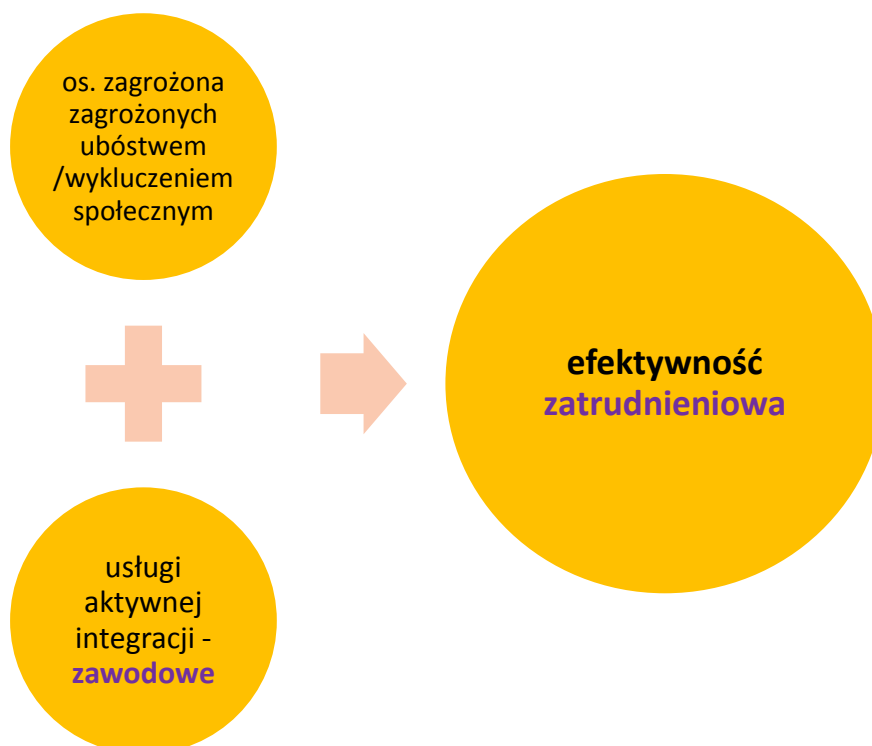 os. zagrożona
zagrożonych
ubóstwem
/wykluczeniem
społecznym
efektywność
zatrudnieniowa
usługi
aktywnej
integracji -
zawodowe